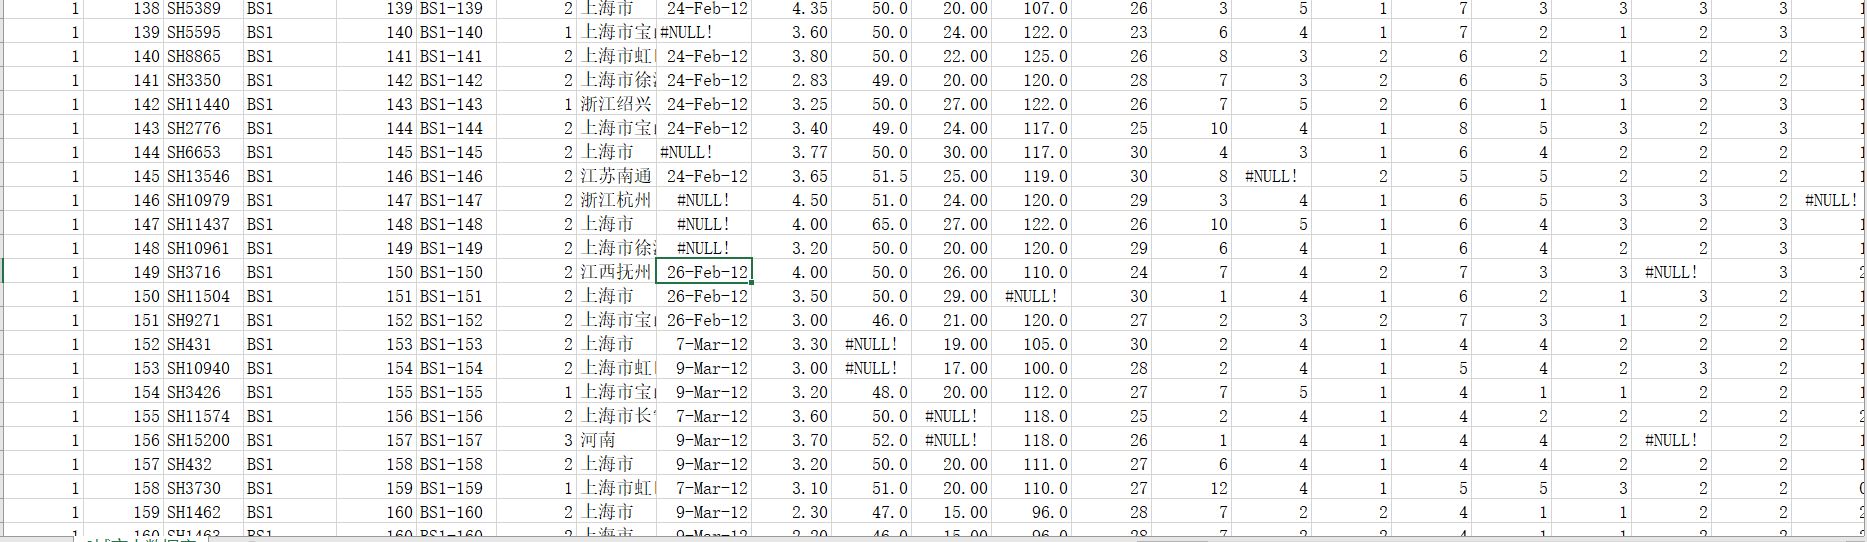 1 138 SH5389 BS1 139 BS1-139 2 上海市 24-Feb-12 4.35 50.0 20.00 107.0 26 3 5 1 7 3 3 3 3 1
1 139 SH5595 BS1 140 BS1-140 1 上海市宝 #NULL! 3.60 50.0 24.00 122.0 23 6 4 1 7 2 1 2 3 1
1 140 SH8865 BS1 141 BS1-141 2 上海市虹 24-Feb-12 3.80 50.0 22.00 125.0 26 8 3 2 6 2 1 2 2 1
1 141 SH3350 BS1 142 BS1-142 2 上海市徐 24-Feb-12 2.83 49.0 20.00 120.0 28 7 3 2 6 5 3 3 2 1
1 142 SH11440 BS1 143 BS1-143 1 浙江绍兴 24-Feb-12 3.25 50.0 27.00 122.0 26 7 5 2 6 1 1 2 3 1
1 143 SH2776 BS1 144 BS1-144 2 上海市宝 24-Feb-12 3.40 49.0 24.00 117.0 25 10 4 1 8 5 3 2 3 1
1 144 SH6653 BS1 145 BS1-145 2 上海市 #NULL! 3.77 50.0 30.00 117.0 30 4 3 1 6 4 2 2 2 1
1 145 SH13546 BS1 146 BS1-146 2 江苏南通 24-Feb-12 3.65 51.5 25.00 119.0 30 8 #NULL! 2 5 5 2 2 2 1
1 146 SH10979 BS1 147 BS1-147 2 浙江杭州 #NULL! 4.50 51.0 24.00 120.0 29 3 4 1 6 5 3 3 2 #NULL!
1 147 SH11437 BS1 148 BS1-148 2 上海市 #NULL! 4.00 65.0 27.00 122.0 26 10 5 1 6 4 3 2 3 1
1 148 SH10961 BS1 149 BS1-149 2 上海市徐 #NULL! 3.20 50.0 20.00 120.0 29 6 4 1 6 4 2 2 3 1
1 149 SH3716 BS1 150 BS1-150 2 江西抚州 26-Feb-12 4.00 50.0 26.00 110.0 24 7 4 2 7 3 3 #NULL! 3 2
1 150 SH11504 BS1 151 BS1-151 2 上海市 26-Feb-12 3.50 50.0 29.00 #NULL! 30 1 4 1 6 2 1 3 2 1
1 151 SH9271 BS1 152 BS1-152 2 上海市宝 26-Feb-12 3.00 46.0 21.00 120.0 27 2 3 2 7 3 1 2 2 1
1 152 SH431 BS1 153 BS1-153 2 上海市 7-Mar-12 3.30 #NULL! 19.00 105.0 30 2 4 1 4 4 2 2 2 1
1 153 SH10940 BS1 154 BS1-154 2 上海市虹 9-Mar-12 3.00 #NULL! 17.00 100.0 28 2 4 1 5 4 2 3 2 1
1 154 SH3426 BS1 155 BS1-155 1 上海市宝 9-Mar-12 3.20 48.0 20.00 112.0 27 7 5 1 4 1 1 2 2 1
1 155 SH11574 BS1 156 BS1-156 2 上海市长 7-Mar-12 3.60 50.0 #NULL! 118.0 25 2 4 1 4 2 2 2 2 2
1 156 SH15200 BS1 157 BS1-157 3 河南 9-Mar-12 3.70 52.0 #NULL! 118.0 26 1 4 1 4 4 2 #NULL! 2 1
1 157 SH432 BS1 158 BS1-158 2 上海市 9-Mar-12 3.20 50.0 20.00 111.0 27 6 4 1 4 4 2 2 2 1
1 158 SH3730 BS1 159 BS1-159 1 上海市虹 7-Mar-12 3.10 51.0 20.00 110.0 27 12 4 1 5 5 3 2 2 0
1 159 SH1462 BS1 160 BS1-160 2 上海市 9-Mar-12 2.30 47.0 15.00 96.0 28 7 2 2 4 1 1 2 2 2